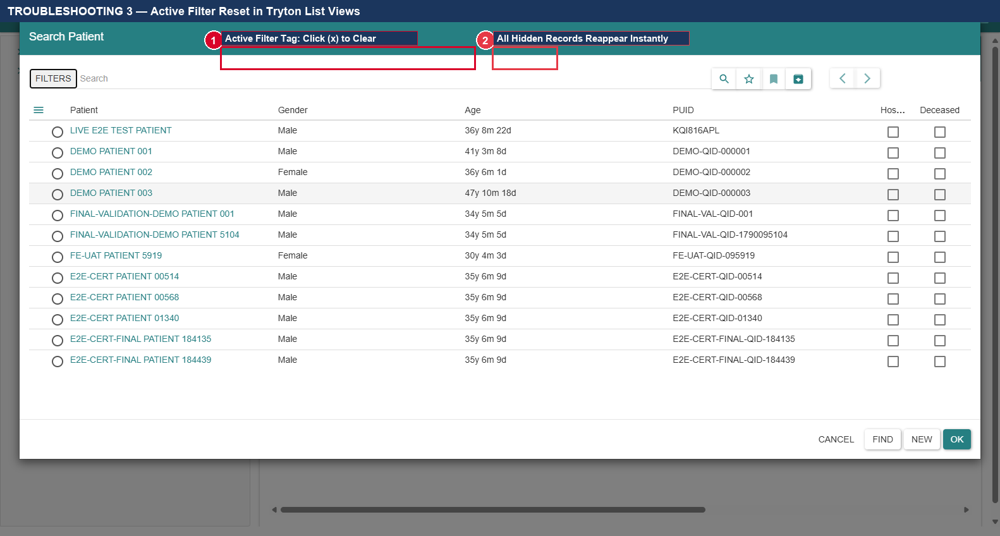 TROUBLESHOOTING 3 — Active Filter Reset in Tryton List Views
Search Patient
1 Active Filter Tag: Click (x) to Clear
2 All Hidden Records Reappear Instantly
FILTERS Search
Patient Gender Age PUID Hos... Deceased
LIVE E2E TEST PATIENT Male 36y 8m 22d KQI816APL
DEMO PATIENT 001 Male 41y 3m 8d DEMO-QID-000001
DEMO PATIENT 002 Female 36y 6m 1d DEMO-QID-000002
DEMO PATIENT 003 Male 47y 10m 18d DEMO-QID-000003
FINAL-VALIDATION-DEMO PATIENT 001 Male 34y 5m 5d FINAL-VAL-QID-001
FINAL-VALIDATION-DEMO PATIENT 5104 Male 34y 5m 5d FINAL-VAL-QID-1790095104
FE-UAT PATIENT 5919 Female 30y 4m 3d FE-UAT-QID-095919
E2E-CERT PATIENT 00514 Male 35y 6m 9d E2E-CERT-QID-00514
E2E-CERT PATIENT 00568 Male 35y 6m 9d E2E-CERT-QID-00568
E2E-CERT PATIENT 01340 Male 35y 6m 9d E2E-CERT-QID-01340
E2E-CERT-FINAL PATIENT 184135 Male 35y 6m 9d E2E-CERT-FINAL-QID-184135
E2E-CERT-FINAL PATIENT 184439 Male 35y 6m 9d E2E-CERT-FINAL-QID-184439
CANCEL FIND NEW OK